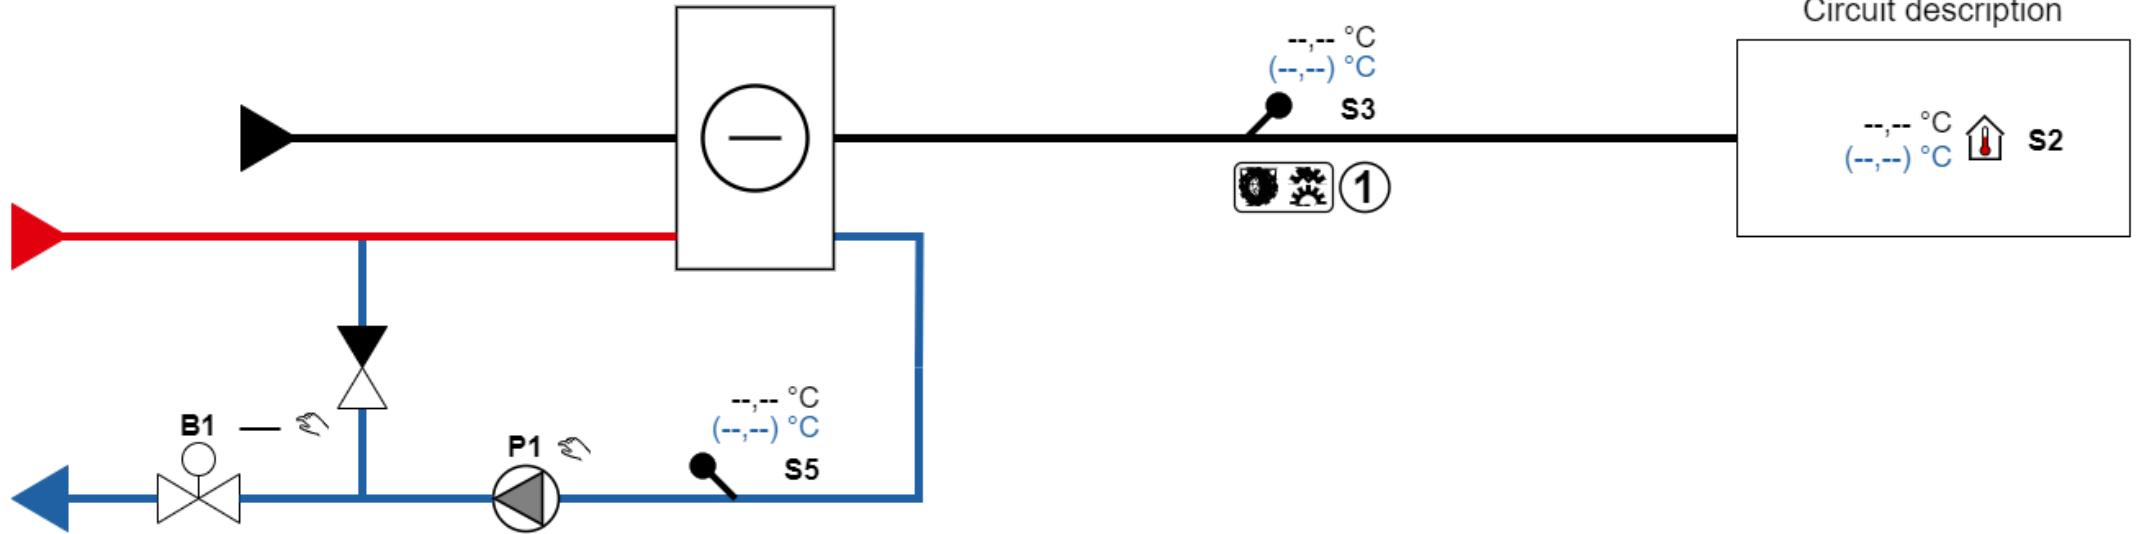 Circuit description
--,-- °C
(--,--) °C
S3
--,-- °C
(--,--) °C
S2
1
--,-- °C
(--,--) °C
S5
B1
P1